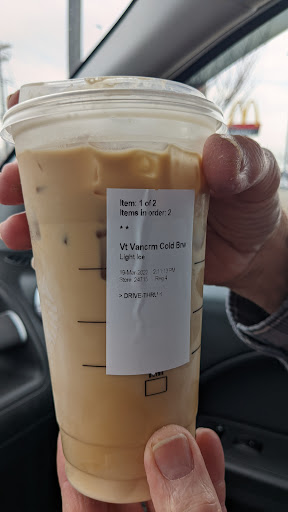 Item: 1 of 2
Items in order: 2
* *
Vt Vancrm Cold Brw
Light Ice
> DRIVE-THRU <